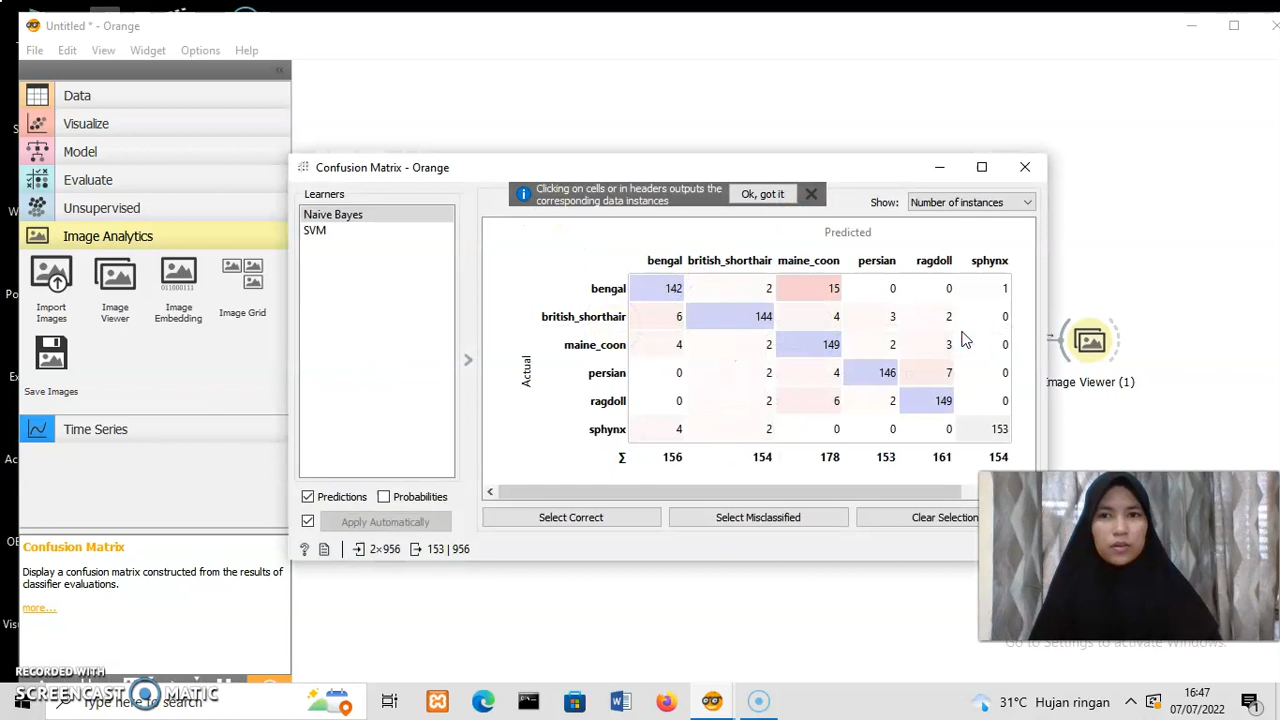 Untitled * - Orange
File Edit View Widget Options Help
Data
Visualize
Model
Evaluate
Unsupervised
Image Analytics
Import Images
Image Viewer
Image Embedding
Image Grid
Save Images
Time Series
Confusion Matrix
Display a confusion matrix constructed from the results of
classifier evaluations.
more...
Confusion Matrix - Orange
Learners
Naive Bayes
SVM
Clicking on cells or in headers outputs the
corresponding data instances
Ok, got it
Show: Number of instances
Predicted
bengal british_shorthair maine_coon persian ragdoll sphynx
bengal 142 2 15 0 0 1
british_shorthair 6 144 4 3 2 0
maine_coon 4 2 149 2 3 0
persian 0 2 4 146 7 0
ragdoll 0 2 6 2 149 0
sphynx 4 2 0 0 0 153
Σ 156 154 178 153 161 154
Actual
Predictions Probabilities
Apply Automatically
Select Correct
Select Misclassified
Clear Selection
? 2×956 153 | 956
Image Viewer (1)
Go to Settings to activate Windows.
RECORDED WITH
SCREENCAST MATIC
Type here to search
31°C Hujan ringan
16:47
07/07/2022
1